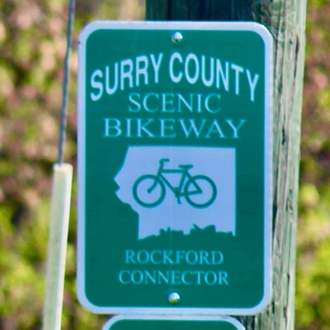 SURRY COUNTY
SCENIC
BIKEWAY
ROCKFORD
CONNECTOR